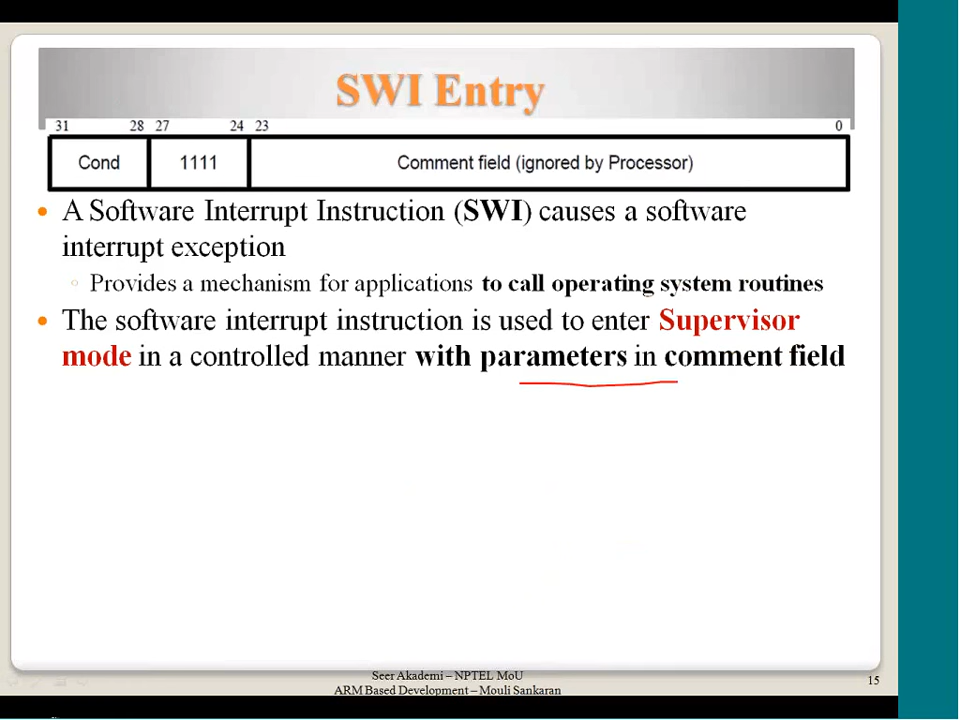 SWI Entry
31 28 27 24 23 0
Cond 1111 Comment field (ignored by Processor)
A Software Interrupt Instruction (SWI) causes a software
interrupt exception
Provides a mechanism for applications to call operating system routines
The software interrupt instruction is used to enter Supervisor
mode in a controlled manner with parameters in comment field
Seer Akademi – NPTEL MoU
ARM Based Development – Mouli Sankaran
15